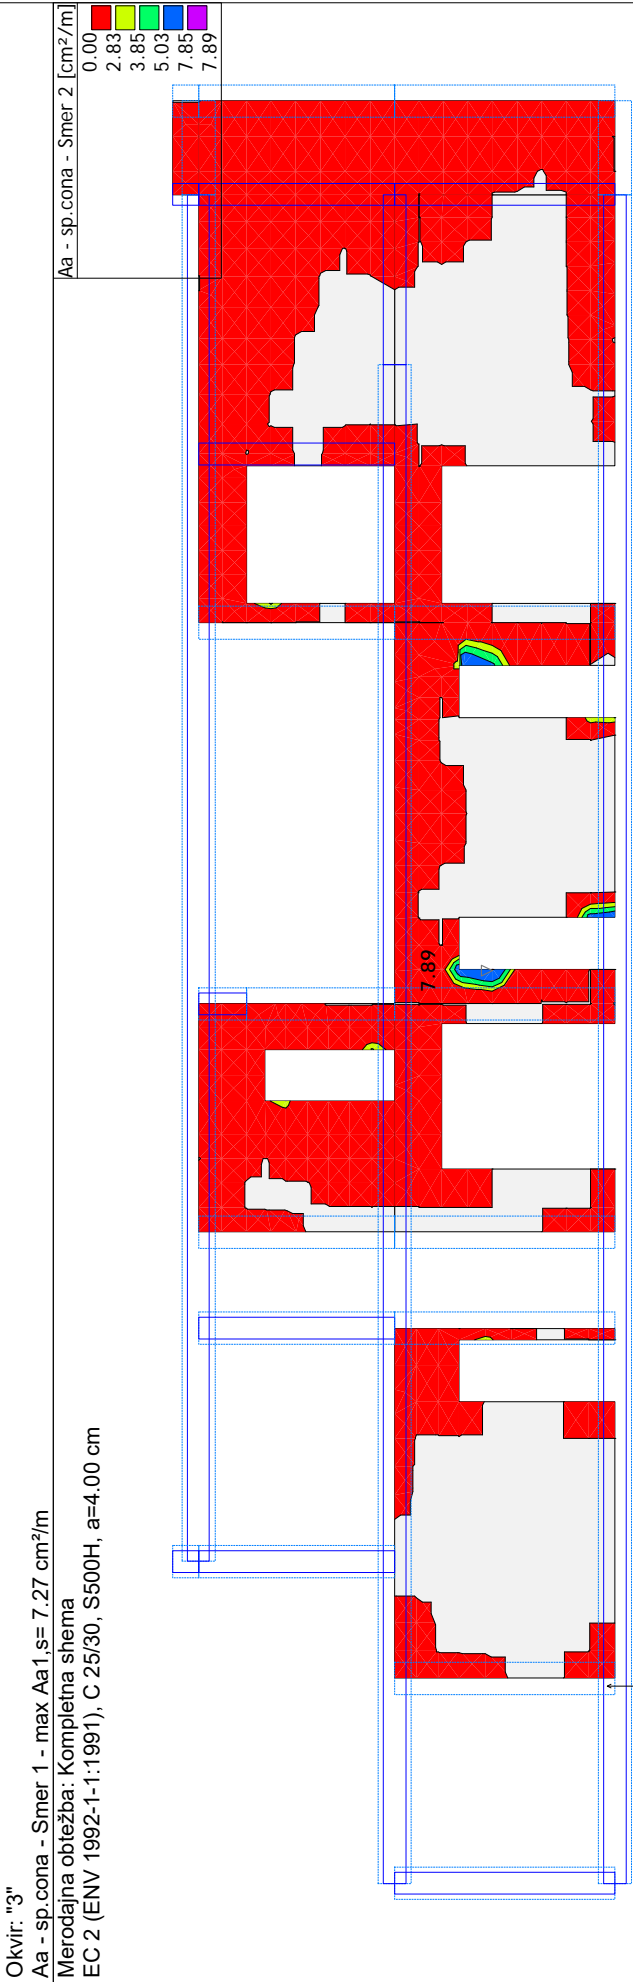 Okvir: "3"
Aa - sp.cona - Smer 1 - max Aa1,s= 7.27 cm²/m
Merodajna obtežba: Kompletna shema
EC 2 (ENV 1992-1-1:1991), C 25/30, S500H, a=4.00 cm
Aa - sp.cona - Smer 2 [cm²/m]
0.00
2.83
3.85
5.03
7.85
7.89
7.89